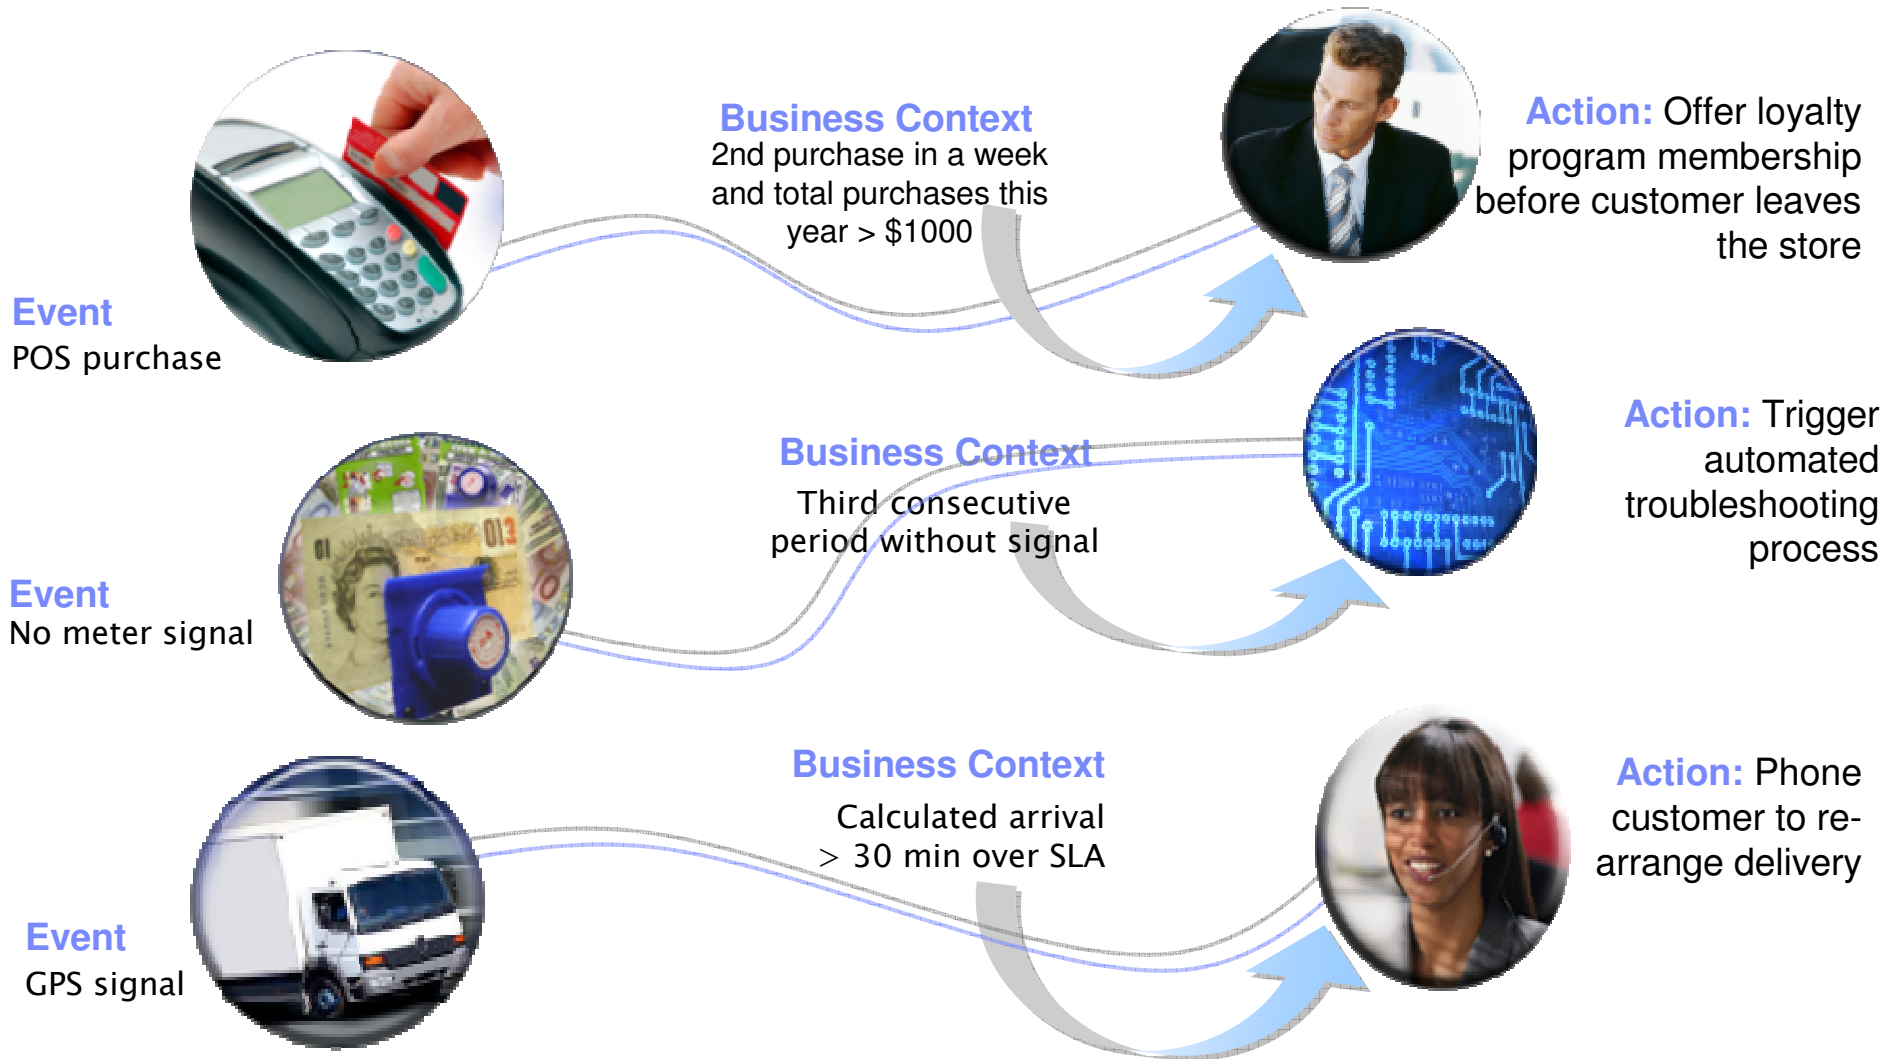 Event
POS purchase
Business Context
2nd purchase in a week
and total purchases this
year > $1000
Action: Offer loyalty
program membership
before customer leaves
the store
Event
No meter signal
Business Context
Third consecutive
period without signal
Action: Trigger
automated
troubleshooting
process
Event
GPS signal
Business Context
Calculated arrival
> 30 min over SLA
Action: Phone
customer to re-
arrange delivery